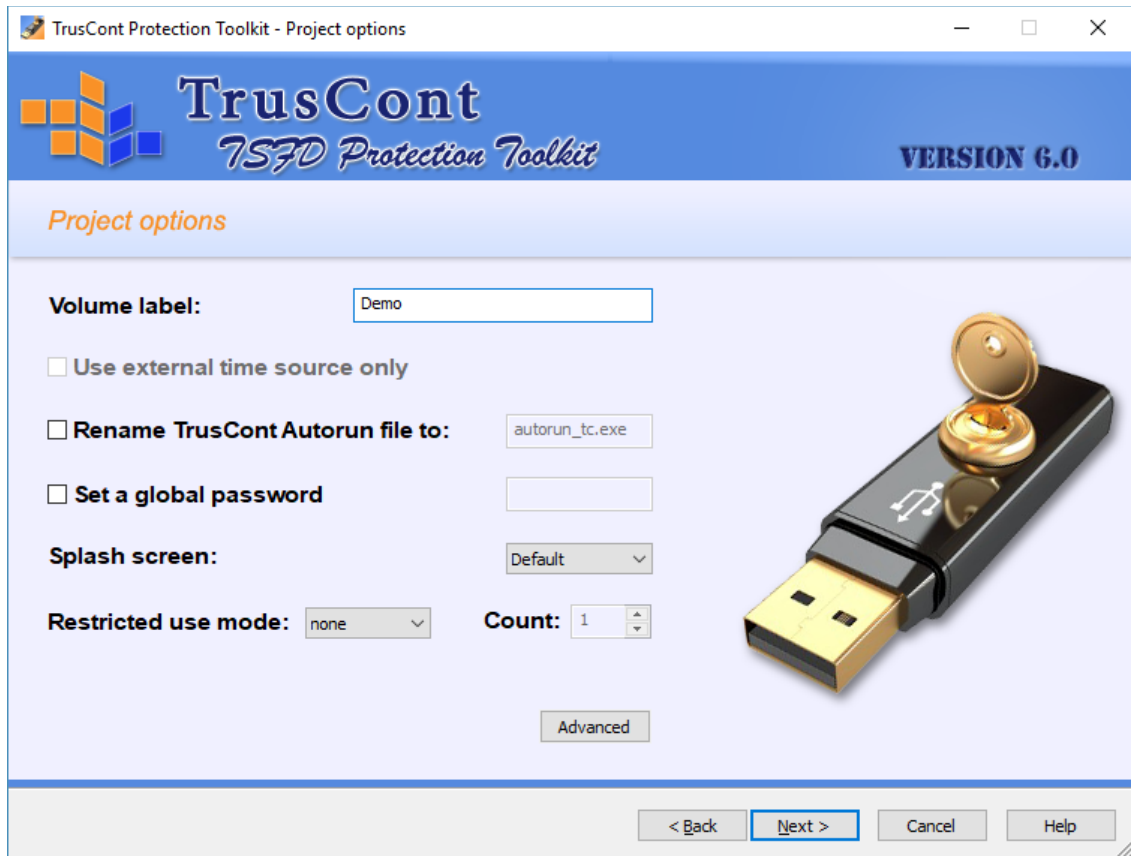 TrusCont Protection Toolkit - Project options
TrusCont
TSFD Protection Toolkit
VERSION 6.0
Project options
Volume label: Demo
Use external time source only
Rename TrusCont Autorun file to: autorun_tc.exe
Set a global password
Splash screen: Default
Restricted use mode: none Count: 1
Advanced
< Back Next > Cancel Help